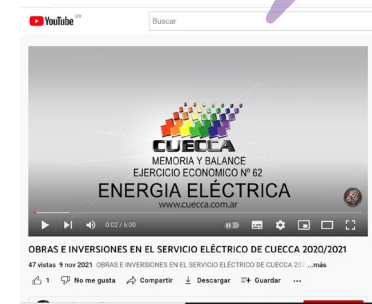 YouTube UY
Buscar
CUECCA
MEMORIA Y BALANCE
EJERCICIO ECONOMICO Nº 62
ENERGIA ELÉCTRICA
www.cuecca.com.ar
0:02 / 6:00
OBRAS E INVERSIONES EN EL SERVICIO ELÉCTRICO DE CUECCA 2020/2021
47 vistas 9 nov 2021 OBRAS E INVERSIONES EN EL SERVICIO ELÉCTRICO DE CUECCA 202 ...más
1 No me gusta Compartir Descargar Guardar ...